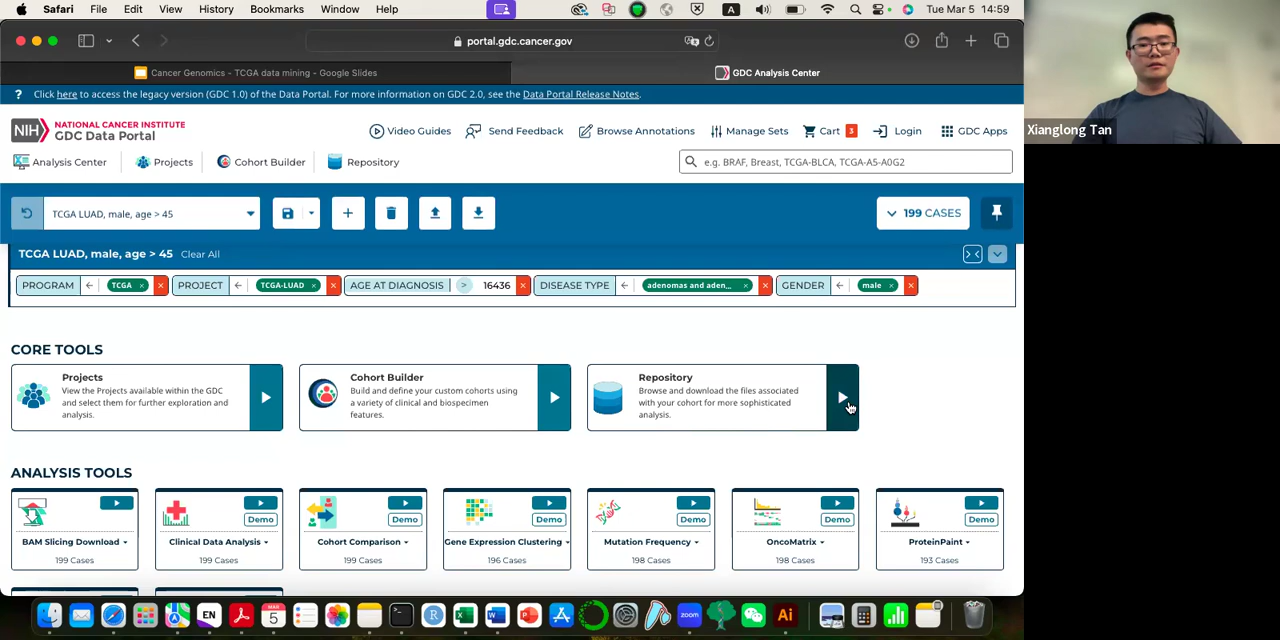 Safari File Edit View History Bookmarks Window Help A Tue Mar 5 14:59
portal.gdc.cancer.gov
Cancer Genomics - TCGA data mining - Google Slides
GDC Analysis Center
? Click here to access the legacy version (GDC 1.0) of the Data Portal. For more information on GDC 2.0, see the Data Portal Release Notes.
NIH NATIONAL CANCER INSTITUTE
GDC Data Portal
Video Guides Send Feedback Browse Annotations Manage Sets Cart 3 Login GDC Apps
Analysis Center Projects Cohort Builder Repository
e.g. BRAF, Breast, TCGA-BLCA, TCGA-A5-A0G2
TCGA LUAD, male, age > 45
199 CASES
TCGA LUAD, male, age > 45 Clear All
PROGRAM TCGA PROJECT TCGA-LUAD AGE AT DIAGNOSIS > 16436 DISEASE TYPE adenomas and aden... GENDER male
CORE TOOLS
Projects
View the Projects available within the GDC
and select them for further exploration and
analysis.
Cohort Builder
Build and define your custom cohorts using
a variety of clinical and biospecimen
features.
Repository
Browse and download the files associated
with your cohort for more sophisticated
analysis.
ANALYSIS TOOLS
Demo Demo Demo Demo Demo Demo
BAM Slicing Download Clinical Data Analysis Cohort Comparison Gene Expression Clustering Mutation Frequency OncoMatrix ProteinPaint
199 Cases 199 Cases 199 Cases 196 Cases 198 Cases 198 Cases 193 Cases
Xianglong Tan
MAR
5
EN
R
zoom
Ai